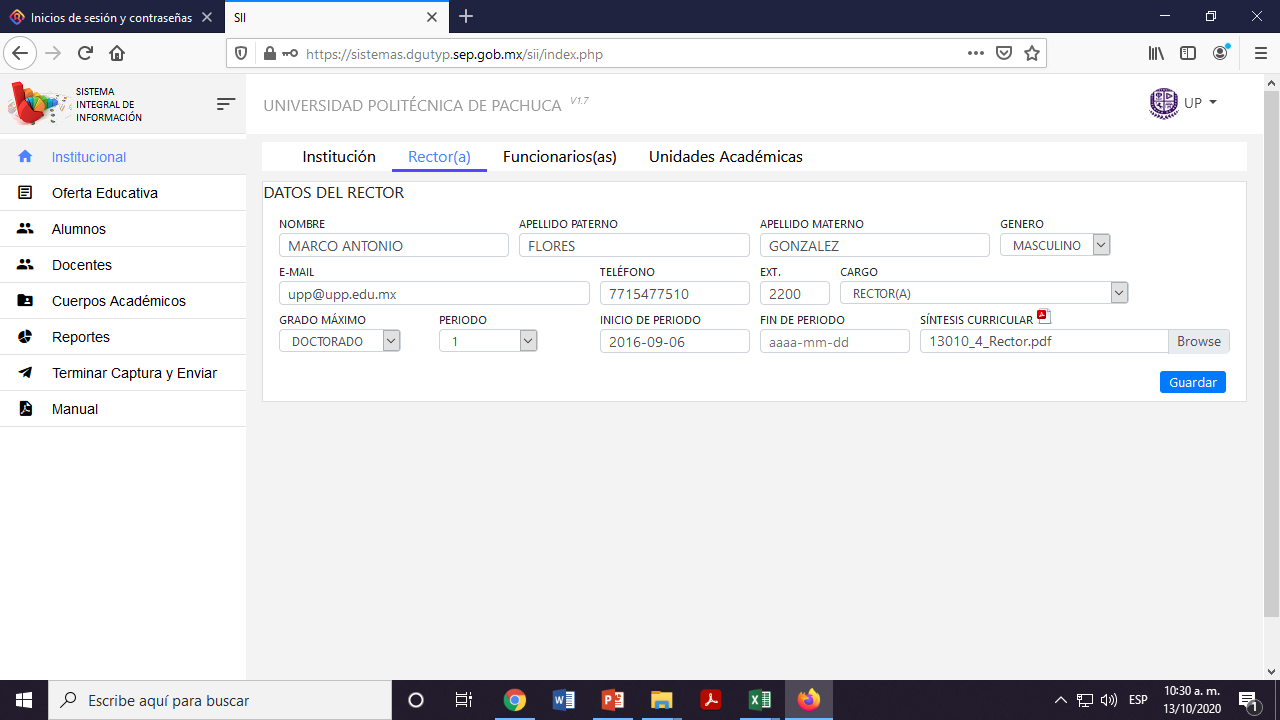 Inicios de sesión y contraseñas
SII
https://sistemas.dgutyp.sep.gob.mx/sii/index.php
SISTEMA
INTEGRAL DE
INFORMACIÓN
UNIVERSIDAD POLITÉCNICA DE PACHUCA V1.7
UP
Institucional
Oferta Educativa
Alumnos
Docentes
Cuerpos Académicos
Reportes
Terminar Captura y Enviar
Manual
Institución Rector(a) Funcionarios(as) Unidades Académicas
DATOS DEL RECTOR
NOMBRE APELLIDO PATERNO APELLIDO MATERNO GENERO
MARCO ANTONIO FLORES GONZALEZ MASCULINO
E-MAIL TELÉFONO EXT. CARGO
upp@upp.edu.mx 7715477510 2200 RECTOR(A)
GRADO MÁXIMO PERIODO INICIO DE PERIODO FIN DE PERIODO SÍNTESIS CURRICULAR
DOCTORADO 1 2016-09-06 aaaa-mm-dd 13010_4_Rector.pdf Browse
Guardar
Escribe aquí para buscar
ESP
10:30 a. m.
13/10/2020
1